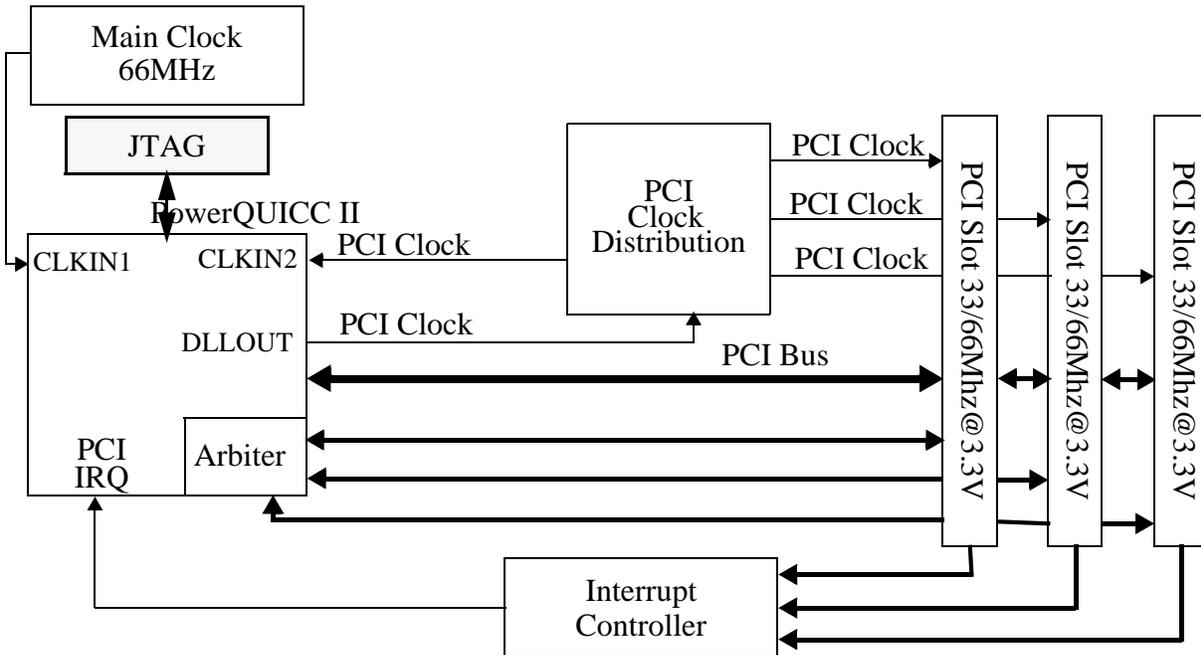 Main Clock
66MHz
JTAG
PowerQUICC II
CLKIN1
CLKIN2
DLLOUT
PCI
IRQ
Arbiter
PCI Clock
PCI Clock
PCI
Clock
Distribution
PCI Clock
PCI Clock
PCI Clock
PCI Bus
PCI Slot 33/66Mhz@3.3V
PCI Slot 33/66Mhz@3.3V
PCI Slot 33/66Mhz@3.3V
Interrupt
Controller